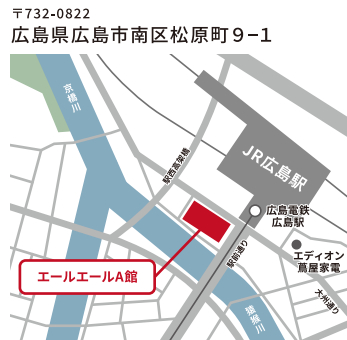 〒732-0822
広島県広島市南区松原町9-1
京橋川
駅西高架橋
JR広島駅
広島電鉄
広島駅
エディオン
蔦屋家電
駅前通り
エールエールA館
大州通り
猿猴川